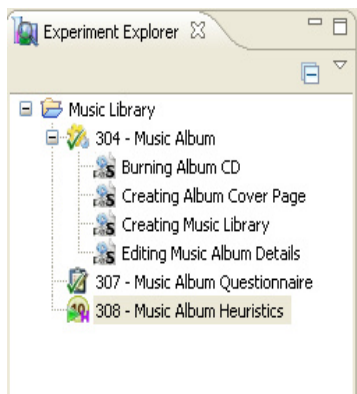 Experiment Explorer
Music Library
304 - Music Album
Burning Album CD
Creating Album Cover Page
Creating Music Library
Editing Music Album Details
307 - Music Album Questionnaire
308 - Music Album Heuristics